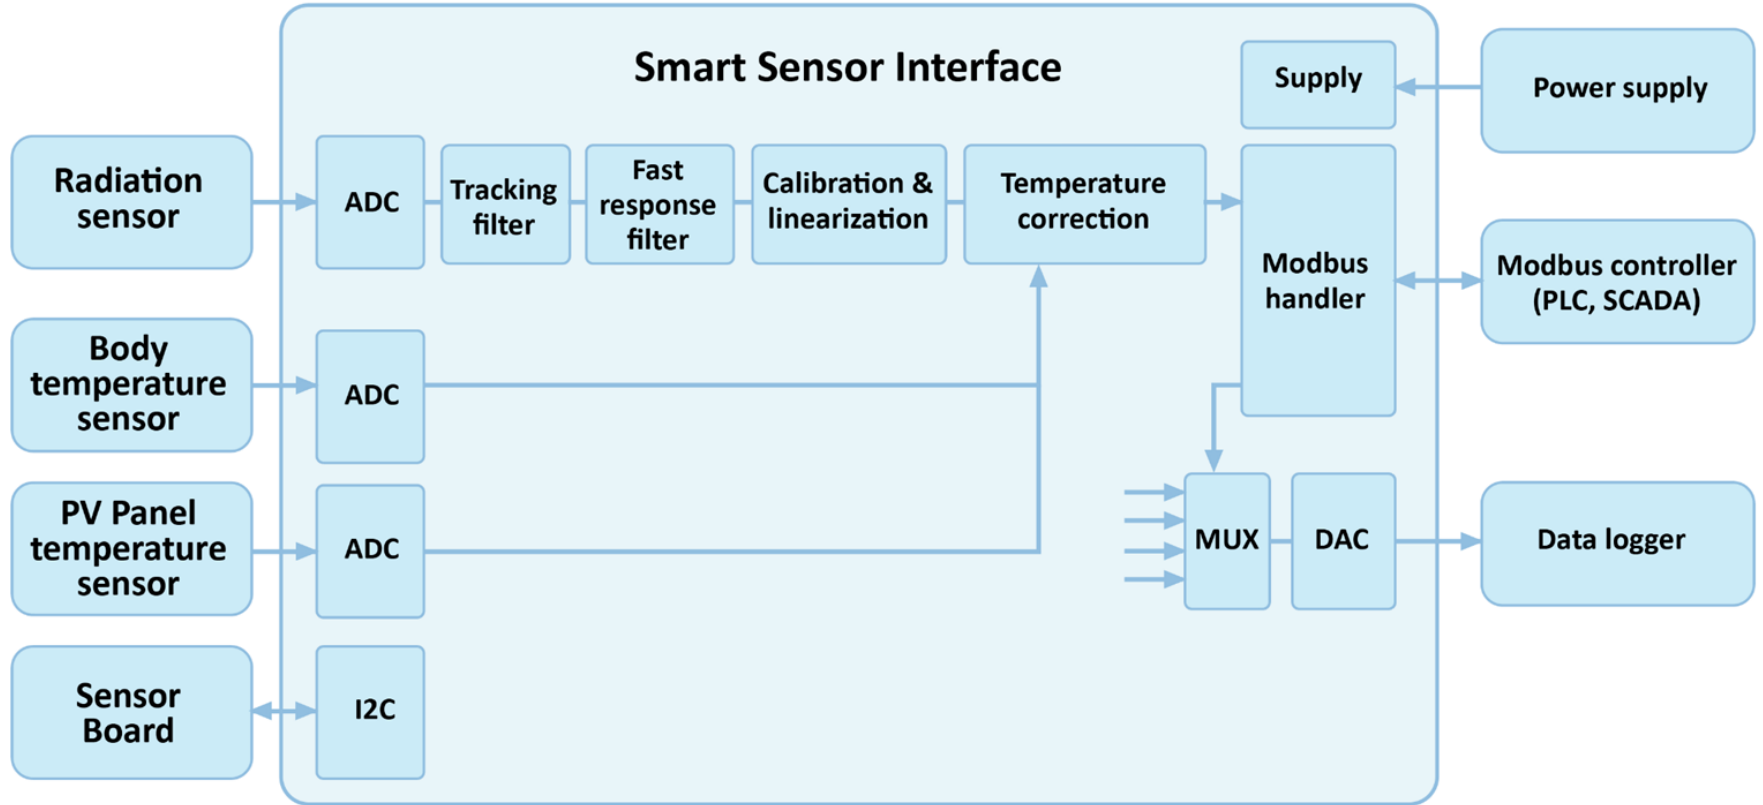 Smart Sensor Interface
Supply
Power supply
Radiation
sensor
ADC
Tracking
filter
Fast
response
filter
Calibration &
linearization
Temperature
correction
Modbus
handler
Modbus controller
(PLC, SCADA)
Body
temperature
sensor
ADC
PV Panel
temperature
sensor
ADC
MUX
DAC
Data logger
Sensor
Board
I2C